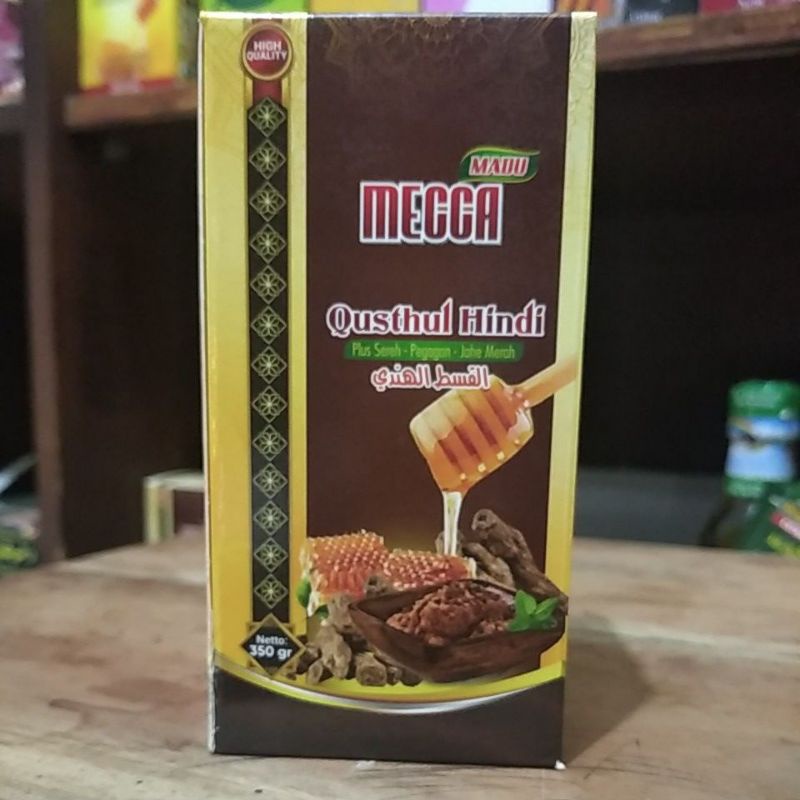 HIGH
QUALITY
MADU
MECCA
Qusthul Hindi
Plus Sereh - Pegagan - Jahe Merah
القسط الهندي
Netto:
350 gr